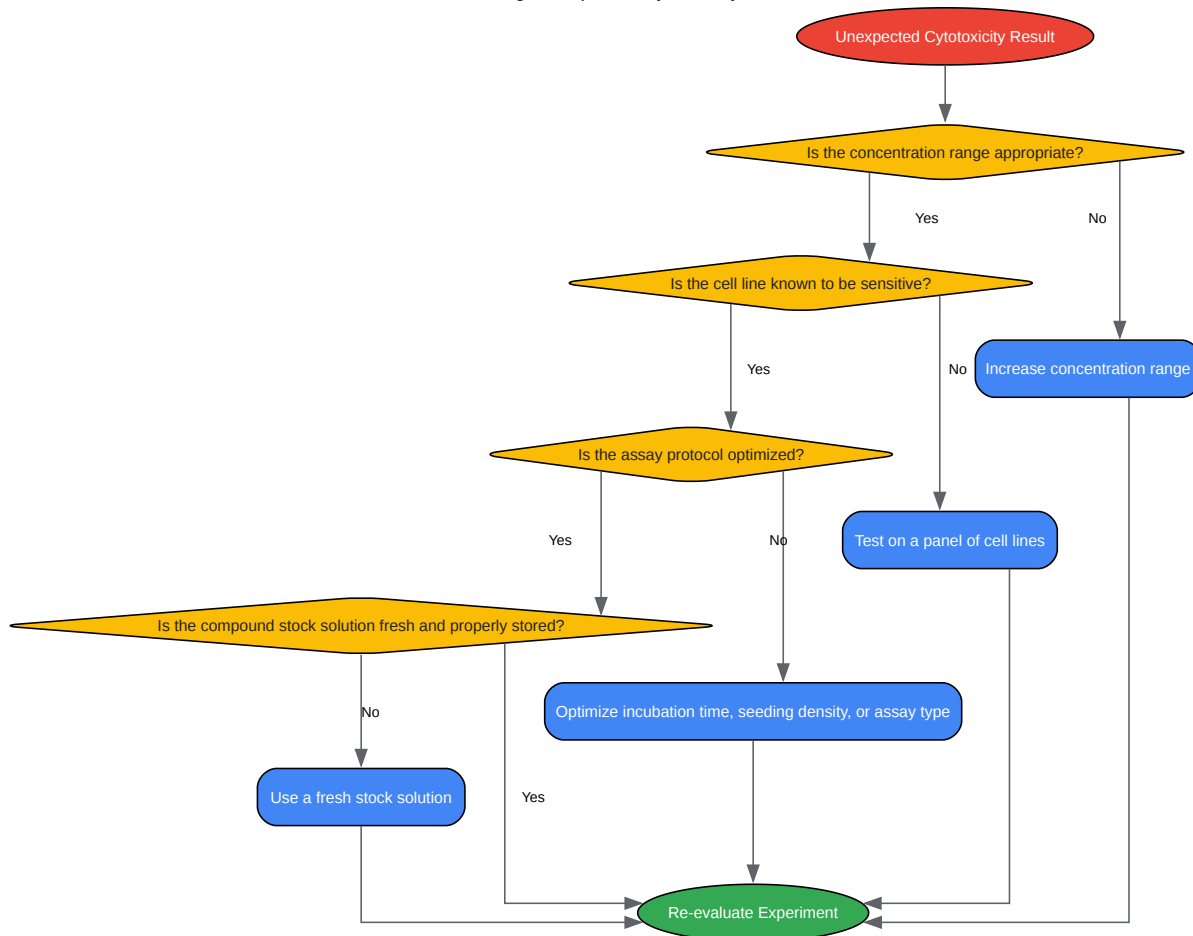 Unexpected Cytotoxicity Result
Is the concentration range appropriate?
Yes
No
Is the cell line known to be sensitive?
Yes
No
Increase concentration range
Is the assay protocol optimized?
Yes
No
Test on a panel of cell lines
Is the compound stock solution fresh and properly stored?
No
Optimize incubation time, seeding density, or assay type
Use a fresh stock solution
Yes
Re-evaluate Experiment